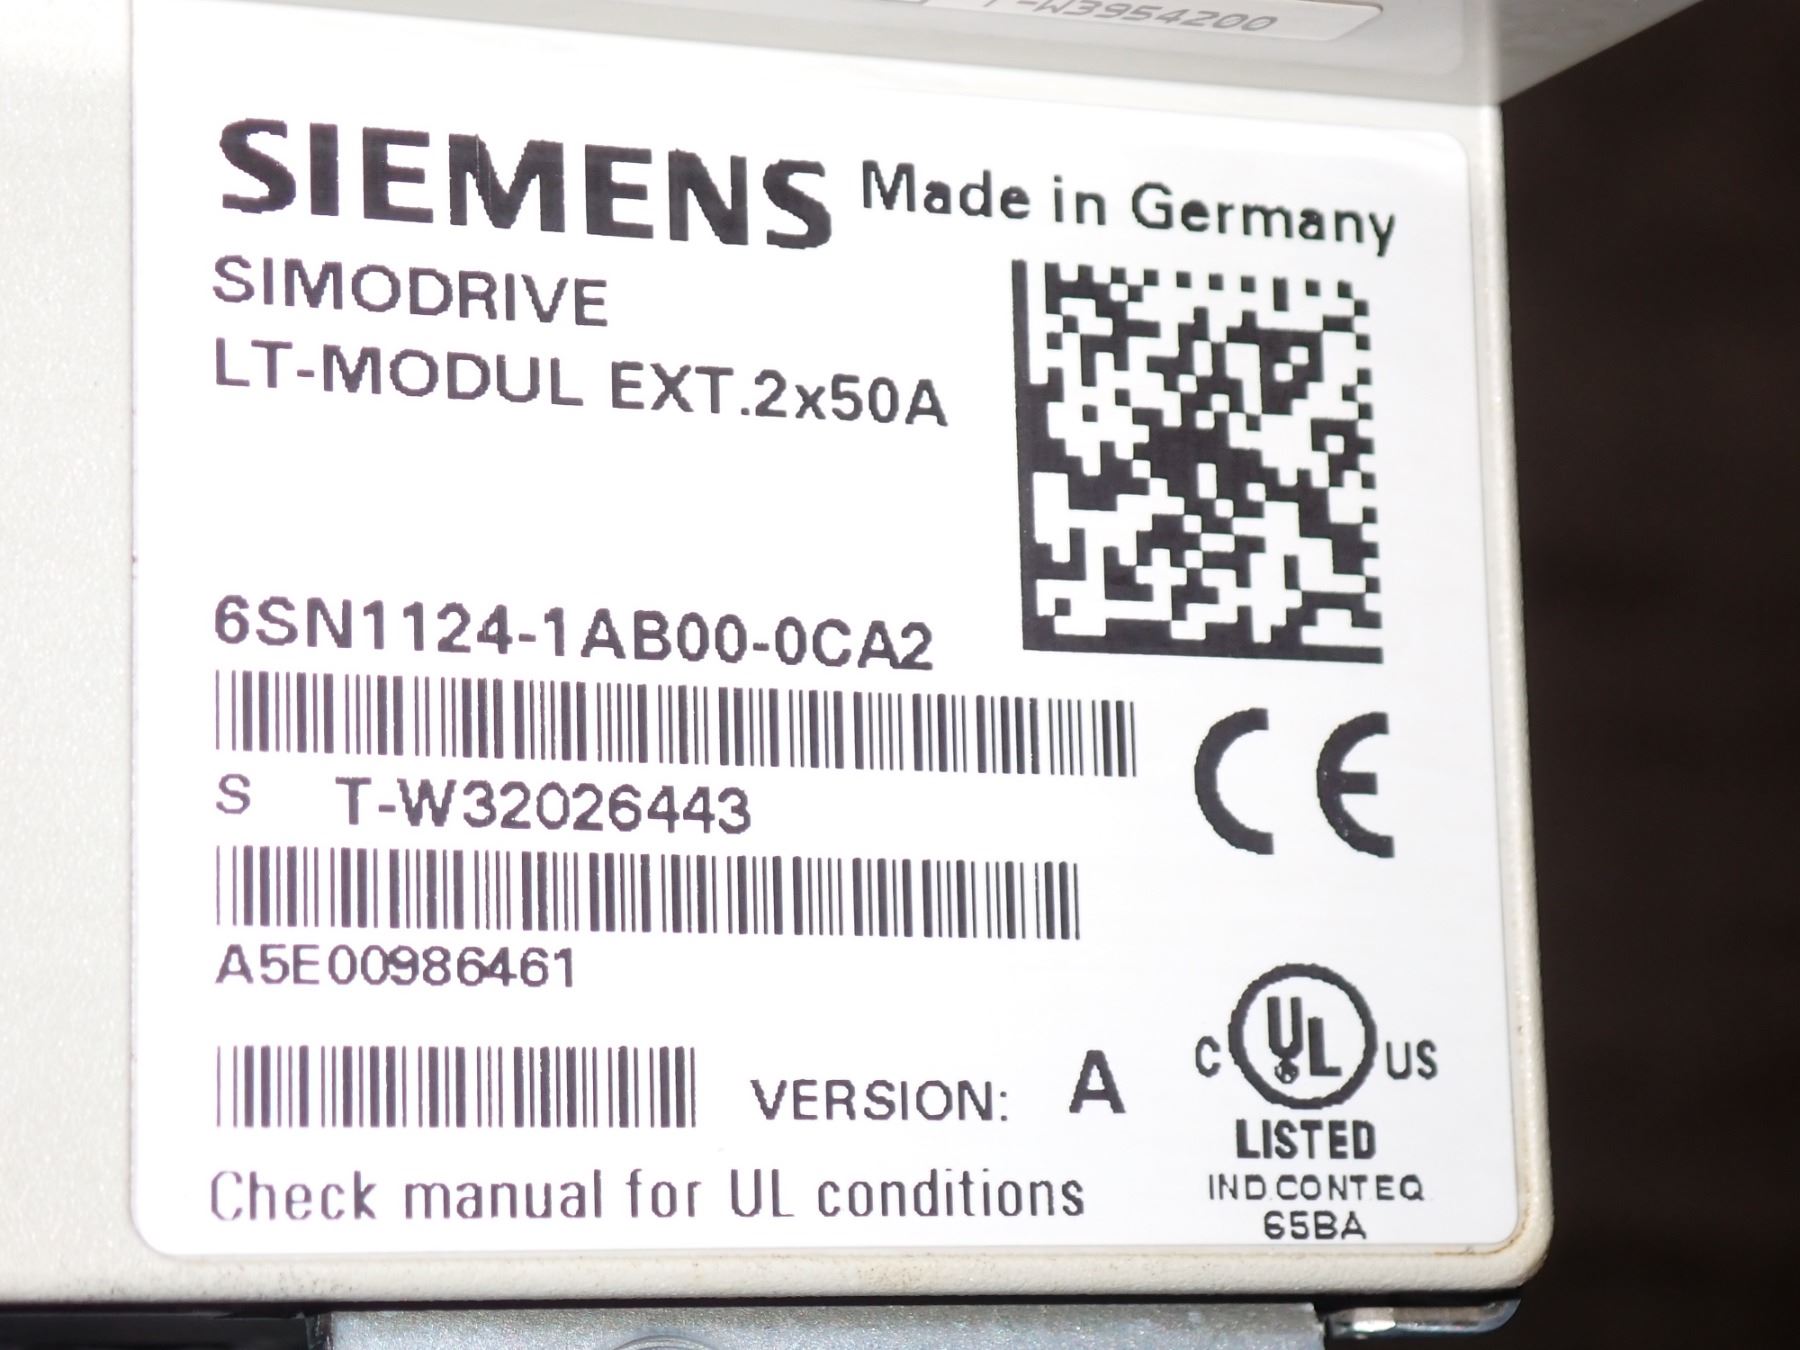 T-W3954200
SIEMENS Made in Germany
SIMODRIVE
LT-MODUL EXT.2x50A
6SN1124-1AB00-0CA2
S T-W32026443
A5E00986461
VERSION: A
C UL US
LISTED
IND.CONT.EQ
65BA
Check manual for UL conditions